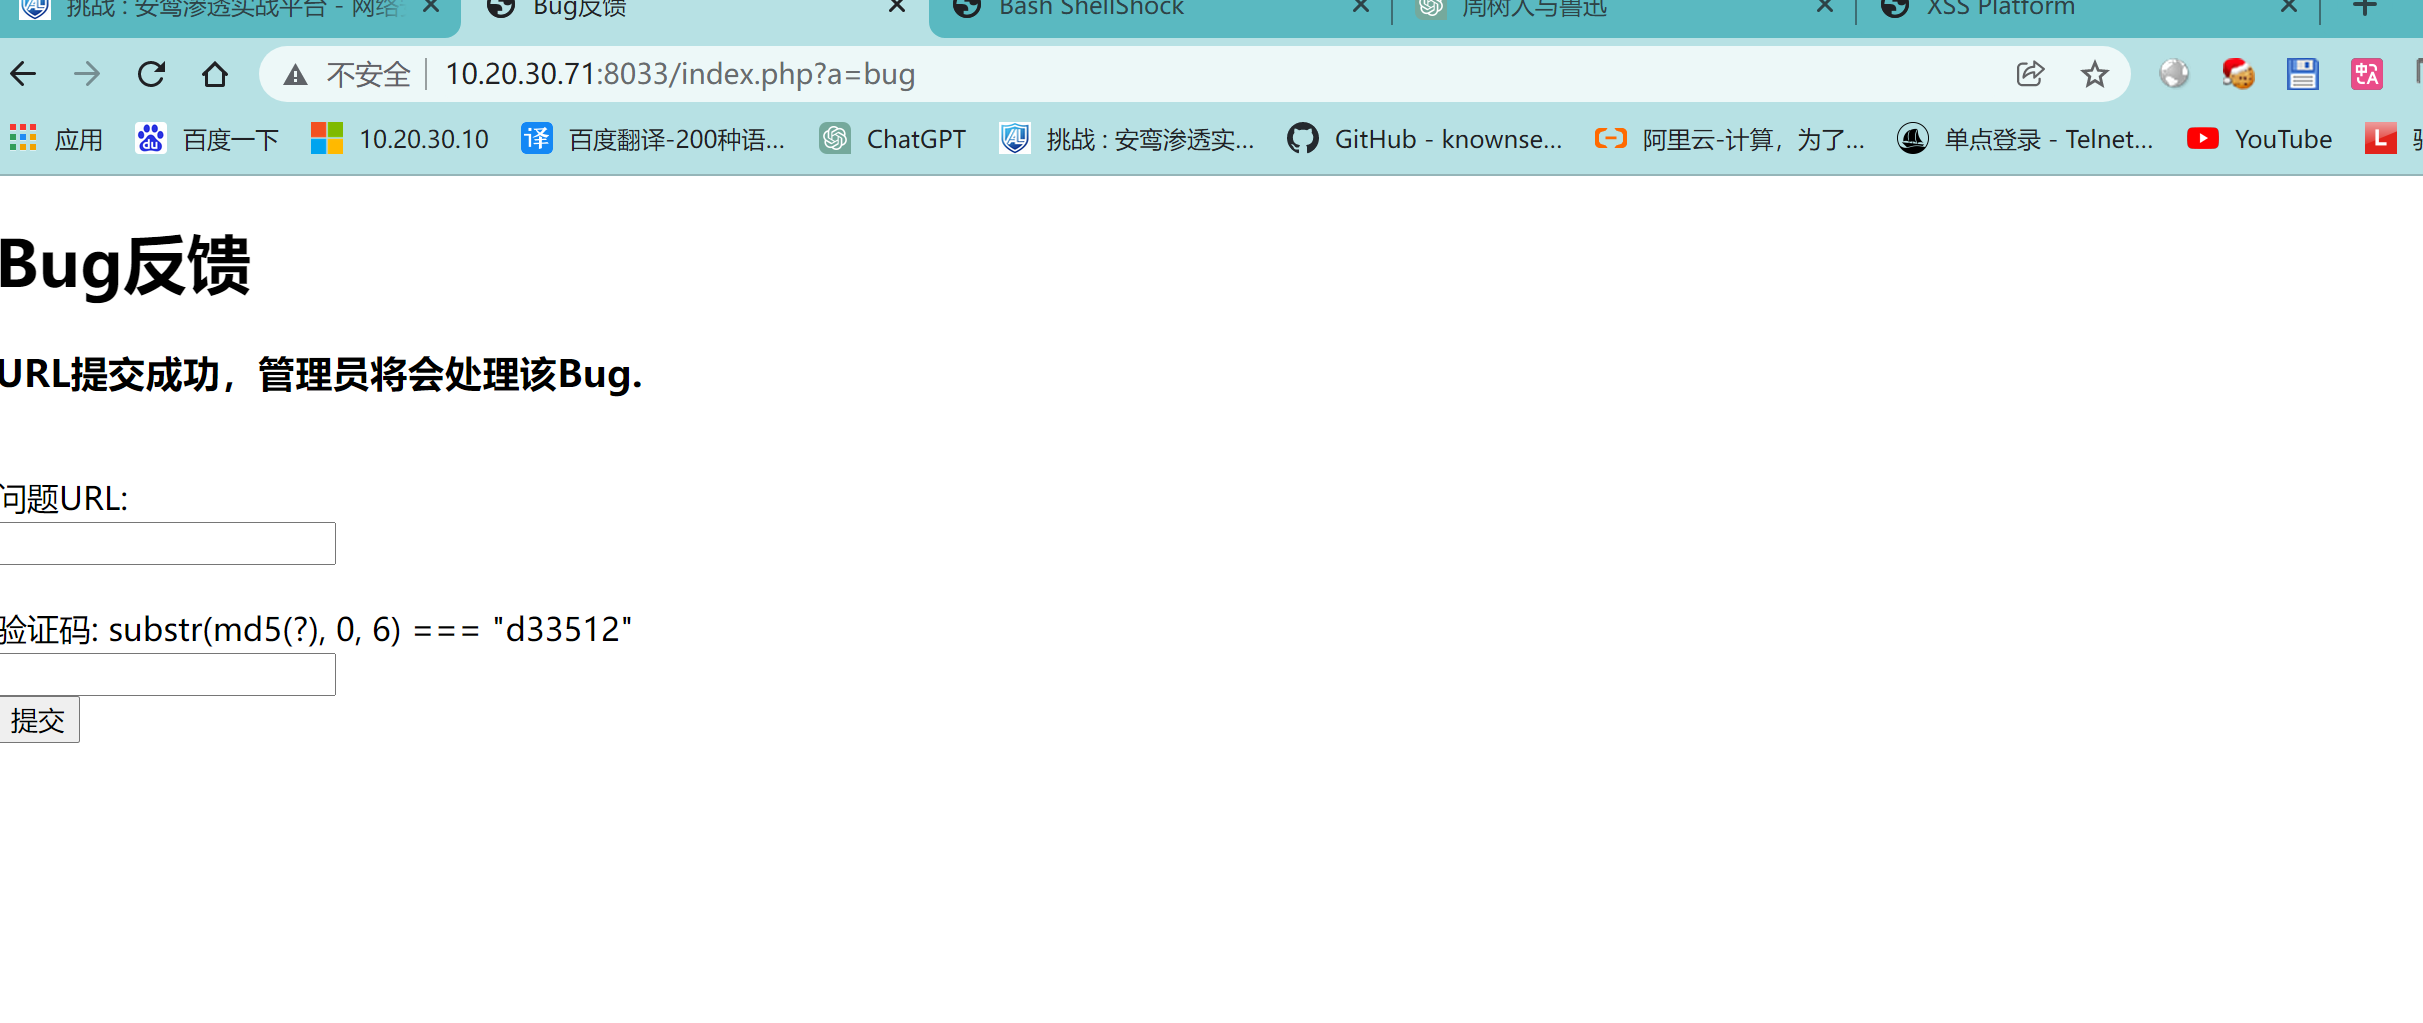 挑战 : 安鸾渗透实战平台 - 网络
Bug反馈
Bash ShellShock
周树人与鲁迅
XSS Platform
不安全 10.20.30.71:8033/index.php?a=bug
应用 百度一下 10.20.30.10 百度翻译-200种语... ChatGPT 挑战 : 安鸾渗透实... GitHub - knownse... 阿里云-计算，为了... 单点登录 - Telnet... YouTube
Bug反馈
URL提交成功，管理员将会处理该Bug.
问题URL:
验证码: substr(md5(?), 0, 6) === "d33512"
提交